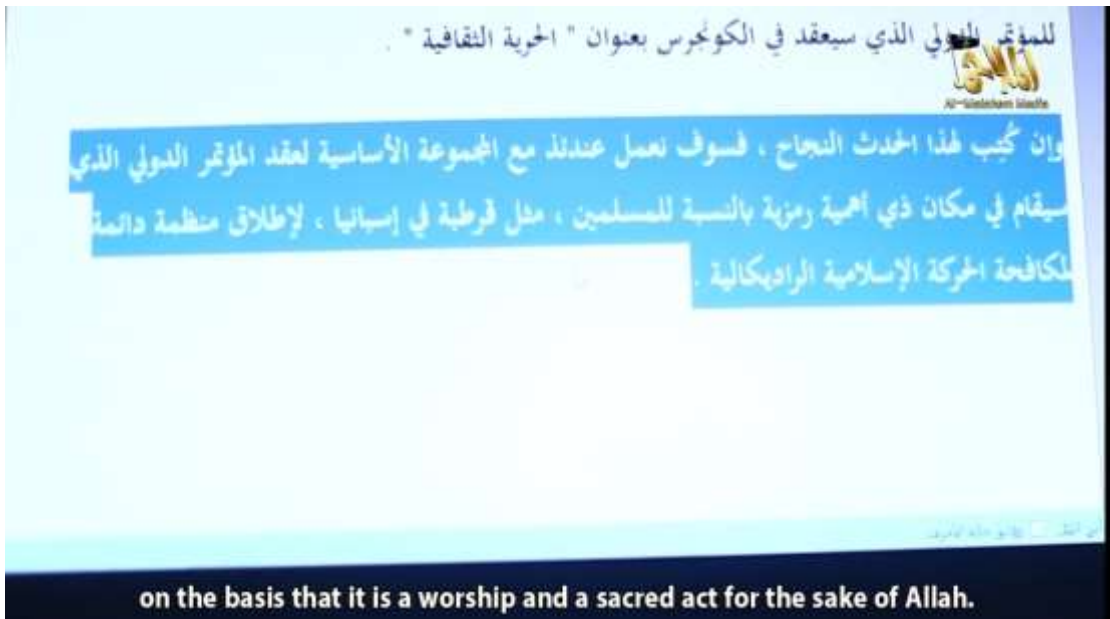 للمؤتمر الدولي الذي سيعقد في الكونجرس بعنوان " الحرية الثقافية " .
Al-Malahem Media
وإن كُتِب لهذا الحدث النجاح ، فسوف نعمل عندئذ مع المجموعة الأساسية لعقد المؤتمر الدولي الذي
سيقام في مكان ذي أهمية رمزية بالنسبة للمسلمين ، مثل قرطبة في إسبانيا ، لإطلاق منظمة دائمة
لمكافحة الحركة الإسلامية الراديكالية .
on the basis that it is a worship and a sacred act for the sake of Allah.